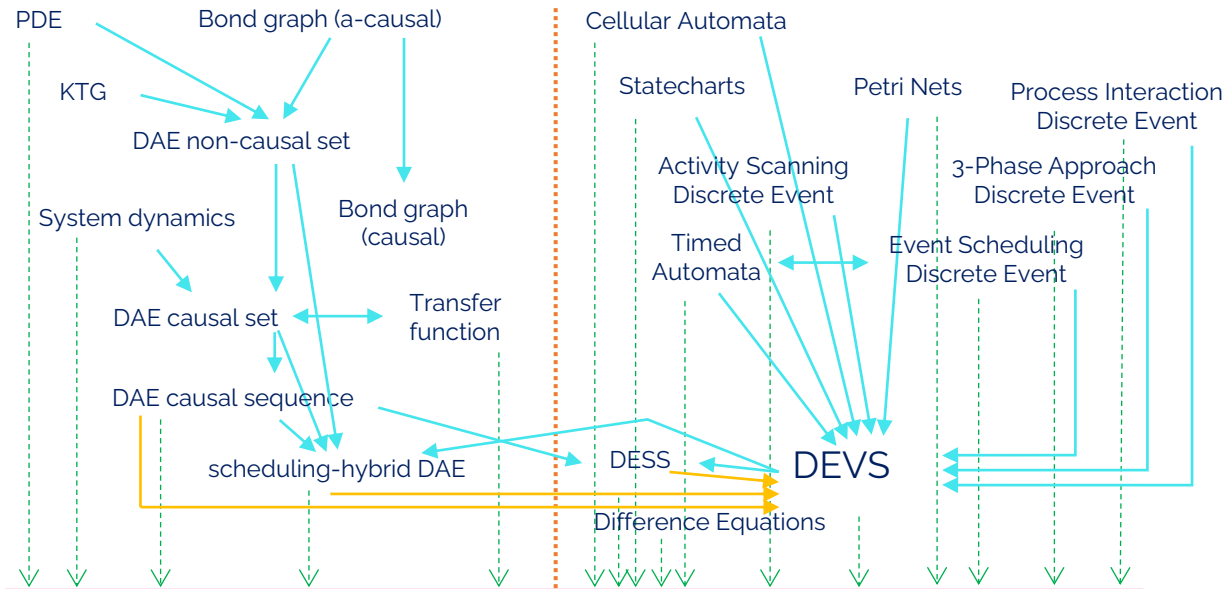 PDE
Bond graph (a-causal)
Cellular Automata
KTG
Statecharts
Petri Nets
Process Interaction
Discrete Event
DAE non-causal set
Activity Scanning
Discrete Event
3-Phase Approach
Discrete Event
System dynamics
Bond graph
(causal)
Timed
Automata
Event Scheduling
Discrete Event
DAE causal set
Transfer
function
DAE causal sequence
scheduling-hybrid DAE
DESS
DEVS
Difference Equations